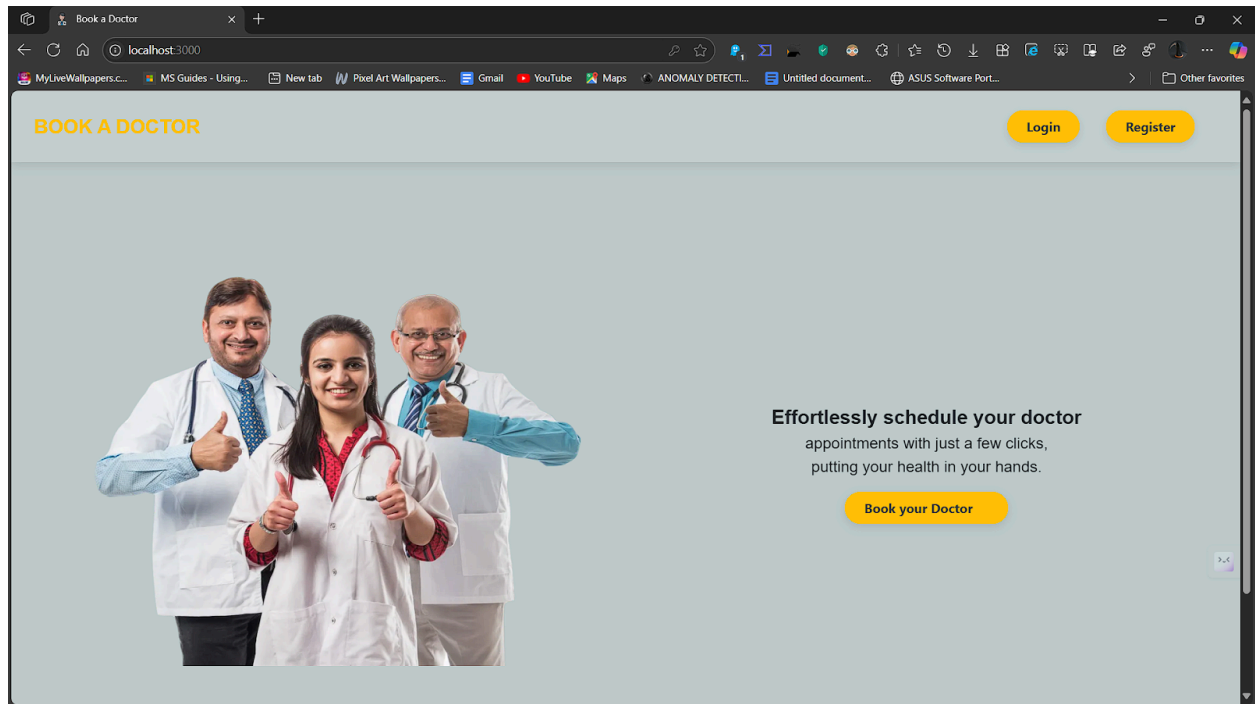 Book a Doctor
localhost:3000
1
MyLiveWallpapers.c... MS Guides - Using... New tab Pixel Art Wallpapers... Gmail YouTube Maps ANOMALY DETECTI... Untitled document... ASUS Software Port... Other favorites
BOOK A DOCTOR Login Register
Effortlessly schedule your doctor
appointments with just a few clicks,
putting your health in your hands.
Book your Doctor